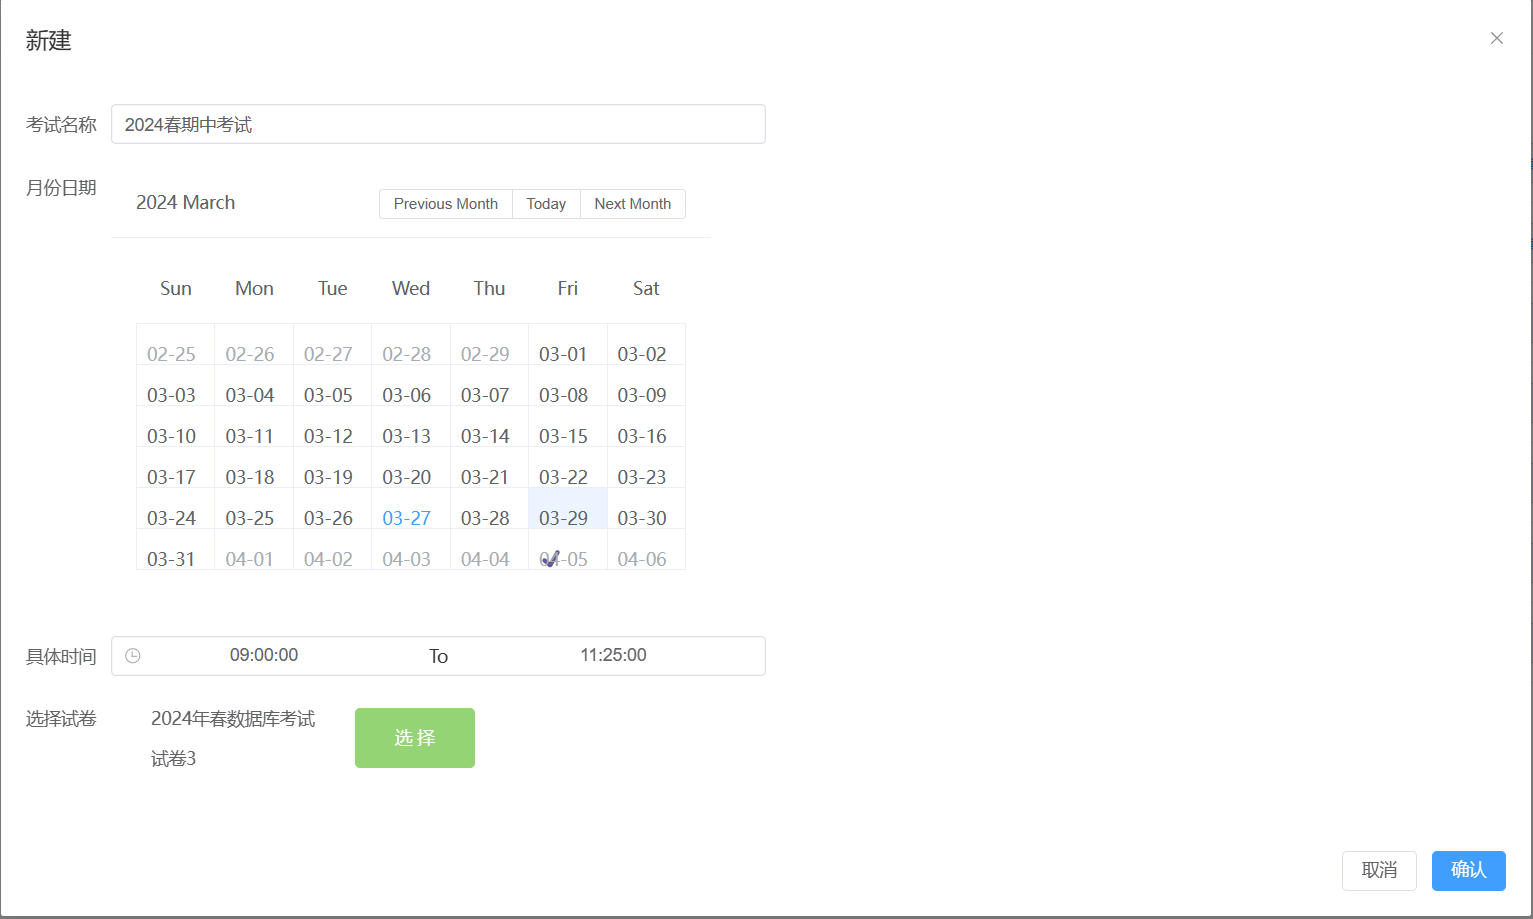 新建
考试名称 2024春期中考试
月份日期 2024 March Previous Month Today Next Month
Sun Mon Tue Wed Thu Fri Sat
02-25 02-26 02-27 02-28 02-29 03-01 03-02
03-03 03-04 03-05 03-06 03-07 03-08 03-09
03-10 03-11 03-12 03-13 03-14 03-15 03-16
03-17 03-18 03-19 03-20 03-21 03-22 03-23
03-24 03-25 03-26 03-27 03-28 03-29 03-30
03-31 04-01 04-02 04-03 04-04 04-05 04-06
具体时间 09:00:00 To 11:25:00
选择试卷 2024年春数据库考试
试卷3 选择
取消 确认